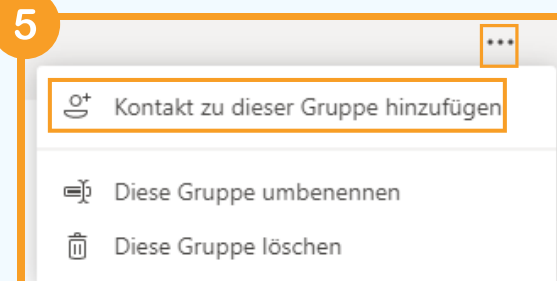 5
...
Kontakt zu dieser Gruppe hinzufügen
Diese Gruppe umbenennen
Diese Gruppe löschen